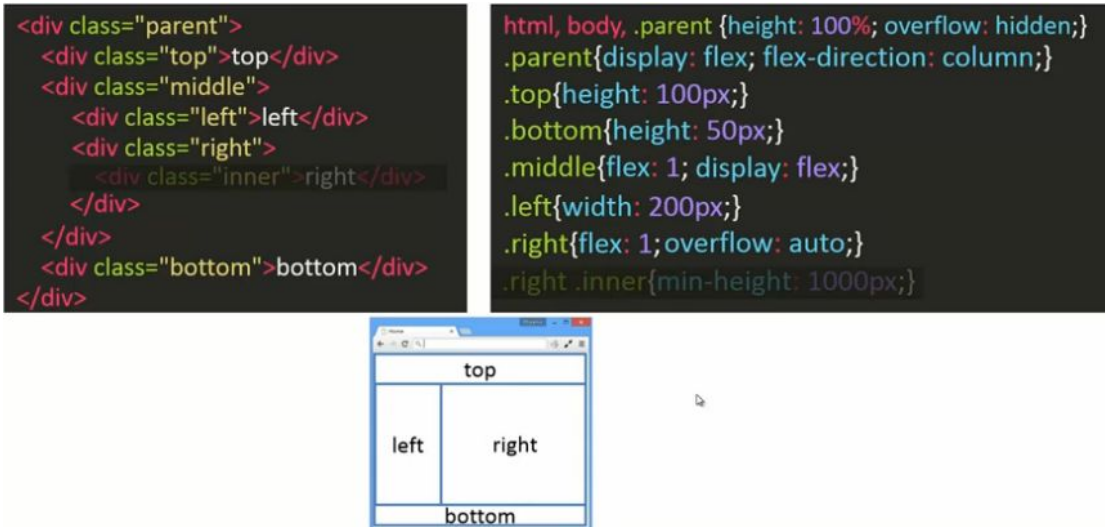 <div class="parent">
<div class="top">top</div>
<div class="middle">
<div class="left">left</div>
<div class="right">
<div class="inner">right</div>
</div>
</div>
<div class="bottom">bottom</div>
</div>
html, body, .parent {height: 100%; overflow: hidden;}
.parent{display: flex; flex-direction: column;}
.top{height: 100px;}
.bottom{height: 50px;}
.middle{flex: 1; display: flex;}
.left{width: 200px;}
.right{flex: 1; overflow: auto;}
.right .inner{min-height: 1000px;}
Home
top
left
right
bottom